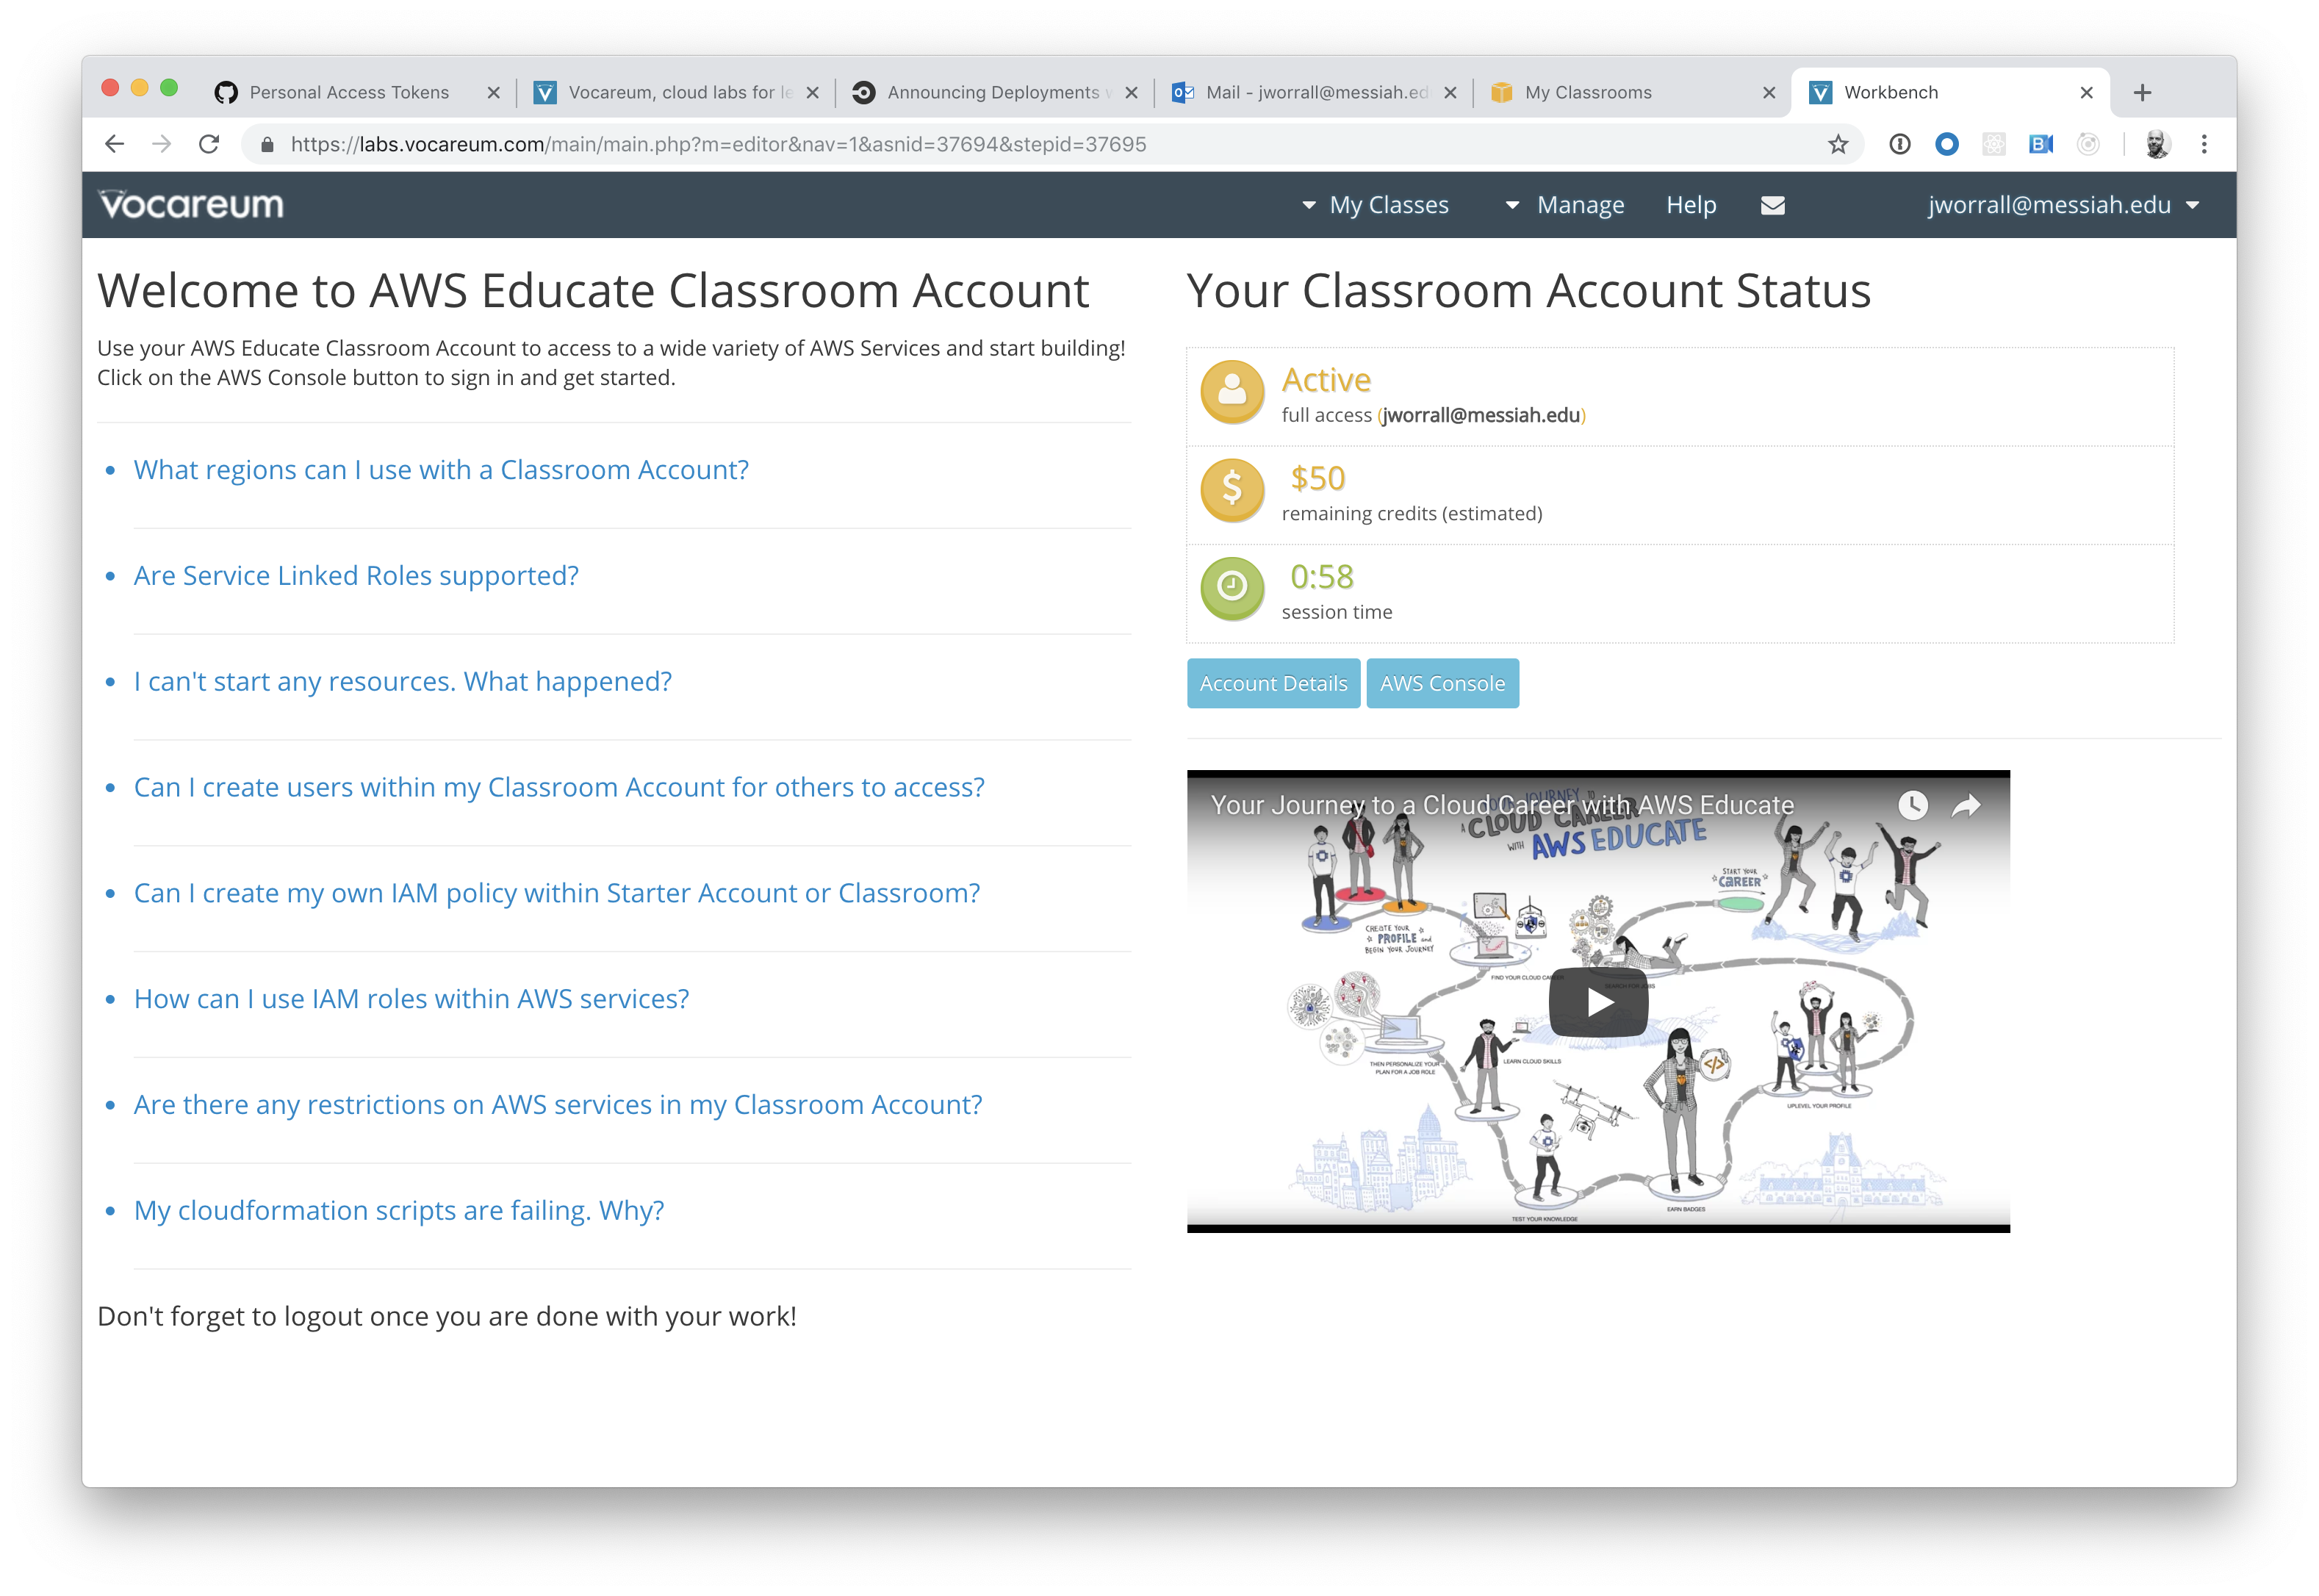 Personal Access Tokens
Vocareum, cloud labs for le
Announcing Deployments w
Mail - jworrall@messiah.ed
My Classrooms
Workbench
https://labs.vocareum.com/main/main.php?m=editor&nav=1&asnid=37694&stepid=37695
vocareum
My Classes
Manage
Help
jworrall@messiah.edu
Welcome to AWS Educate Classroom Account
Use your AWS Educate Classroom Account to access to a wide variety of AWS Services and start building!
Click on the AWS Console button to sign in and get started.
What regions can I use with a Classroom Account?
Are Service Linked Roles supported?
I can't start any resources. What happened?
Can I create users within my Classroom Account for others to access?
Can I create my own IAM policy within Starter Account or Classroom?
How can I use IAM roles within AWS services?
Are there any restrictions on AWS services in my Classroom Account?
My cloudformation scripts are failing. Why?
Don't forget to logout once you are done with your work!
Your Classroom Account Status
Active
full access (jworrall@messiah.edu)
$50
remaining credits (estimated)
0:58
session time
Account Details
AWS Console
Your Journey to a Cloud Career with AWS Educate
A CLOUD CAREER
WITH AWS EDUCATE
START YOUR
CAREER
CREATE YOUR
PROFILE and
BEGIN YOUR JOURNEY
FIND YOUR CLOUD
THEN PERSONALIZE YOUR
PLAN FOR A JOB ROLE
LEARN CLOUD SKILLS
UPLEVEL YOUR PROFILE
EARN BADGES
TEST YOUR KNOWLEDGE